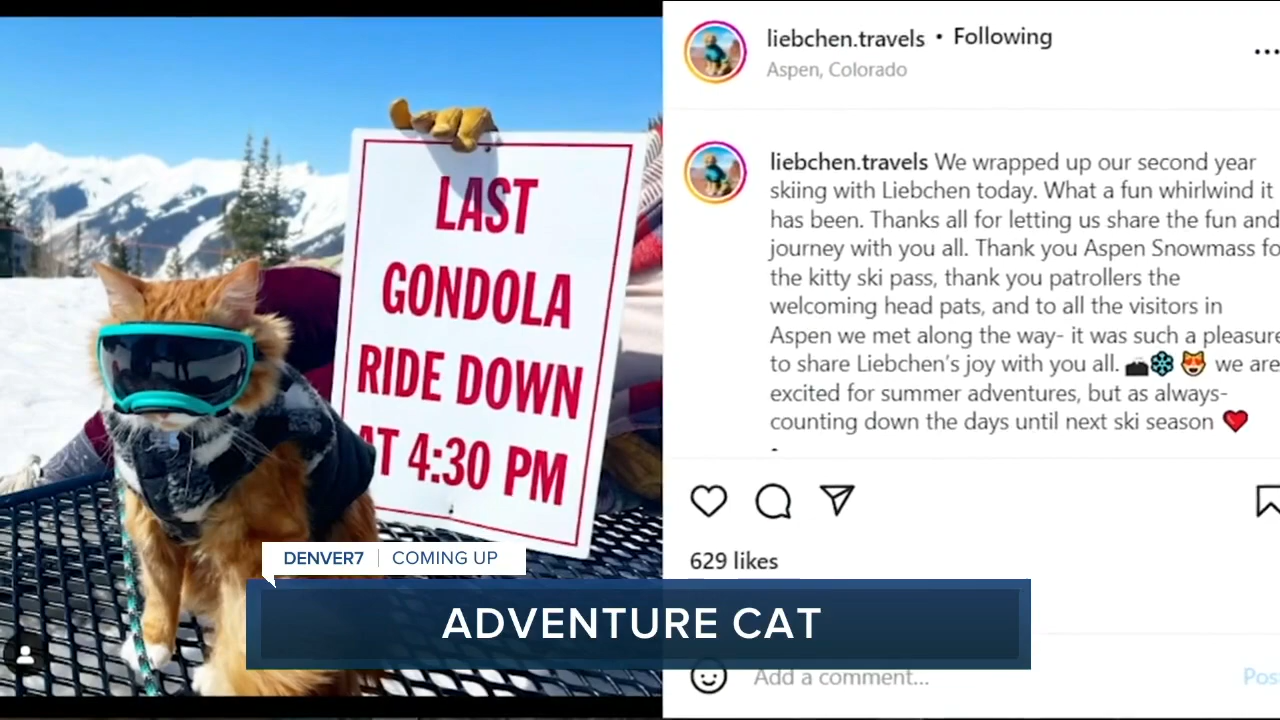 LAST
GONDOLA
RIDE DOWN
AT 4:30 PM
liebchen.travels • Following
Aspen, Colorado
liebchen.travels We wrapped up our second year
skiing with Liebchen today. What a fun whirlwind it
has been. Thanks all for letting us share the fun and
journey with you all. Thank you Aspen Snowmass fo
the kitty ski pass, thank you patrollers the
welcoming head pats, and to all the visitors in
Aspen we met along the way- it was such a pleasure
to share Liebchen's joy with you all. 📷❄️😻 we are
excited for summer adventures, but as always-
counting down the days until next ski season ❤️
629 likes
Add a comment... Pos
DENVER7 | COMING UP
ADVENTURE CAT